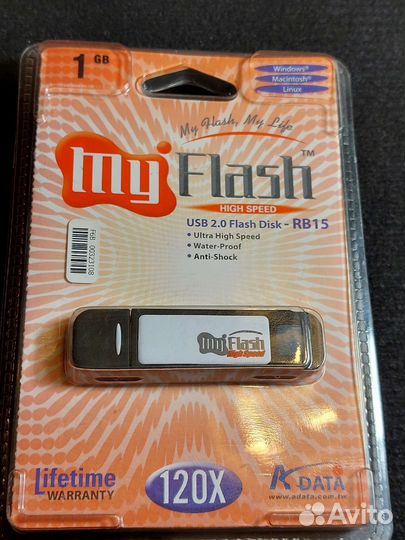 1 GB
Windows®
Macintosh®
Linux
My Flash, My Life
my Flash™
HIGH SPEED
USB 2.0 Flash Disk - RB15
• Ultra High Speed
• Water-Proof
• Anti-Shock
F6B 00323108
my Flash
High Speed
Lifetime
WARRANTY
120X
ADATA
www.adata.com.tw
Avito